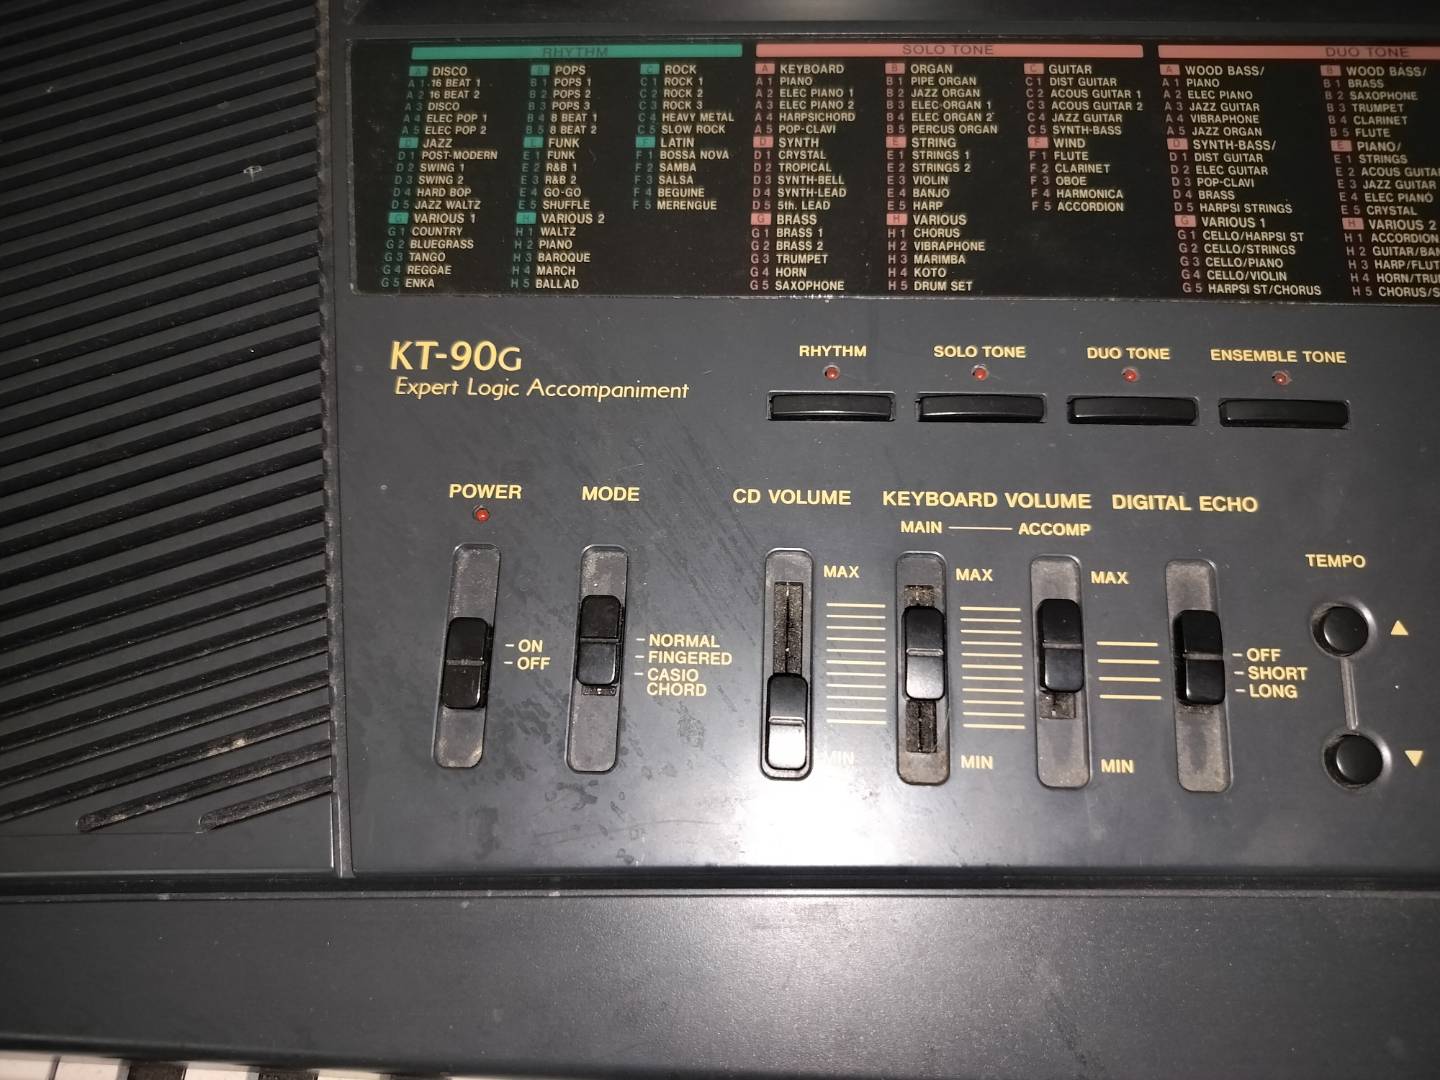 RHYTHM
A DISCO
A 1 16 BEAT 1
A 2 16 BEAT 2
A 3 DISCO
A 4 ELEC POP 1
A 5 ELEC POP 2
D JAZZ
D 1 POST-MODERN
D 2 SWING 1
D 3 SWING 2
D 4 HARD BOP
D 5 JAZZ WALTZ
G VARIOUS 1
G 1 COUNTRY
G 2 BLUEGRASS
G 3 TANGO
G 4 REGGAE
G 5 ENKA
B POPS
B 1 POPS 1
B 2 POPS 2
B 3 POPS 3
B 4 8 BEAT 1
B 5 8 BEAT 2
E FUNK
E 1 FUNK
E 2 R&B 1
E 3 R&B 2
E 4 GO-GO
E 5 SHUFFLE
H VARIOUS 2
H 1 WALTZ
H 2 PIANO
H 3 BAROQUE
H 4 MARCH
H 5 BALLAD
C ROCK
C 1 ROCK 1
C 2 ROCK 2
C 3 ROCK 3
C 4 HEAVY METAL
C 5 SLOW ROCK
F LATIN
F 1 BOSSA NOVA
F 2 SAMBA
F 3 SALSA
F 4 BEGUINE
F 5 MERENGUE
SOLO TONE
A KEYBOARD
A 1 PIANO
A 2 ELEC PIANO 1
A 3 ELEC PIANO 2
A 4 HARPSICHORD
A 5 POP-CLAVI
D SYNTH
D 1 CRYSTAL
D 2 TROPICAL
D 3 SYNTH-BELL
D 4 SYNTH-LEAD
D 5 5th. LEAD
G BRASS
G 1 BRASS 1
G 2 BRASS 2
G 3 TRUMPET
G 4 HORN
G 5 SAXOPHONE
B ORGAN
B 1 PIPE ORGAN
B 2 JAZZ ORGAN
B 3 ELEC ORGAN 1
B 4 ELEC ORGAN 2
B 5 PERCUS ORGAN
E STRING
E 1 STRINGS 1
E 2 STRINGS 2
E 3 VIOLIN
E 4 BANJO
E 5 HARP
H VARIOUS
H 1 CHORUS
H 2 VIBRAPHONE
H 3 MARIMBA
H 4 KOTO
H 5 DRUM SET
C GUITAR
C 1 DIST GUITAR
C 2 ACOUS GUITAR 1
C 3 ACOUS GUITAR 2
C 4 JAZZ GUITAR
C 5 SYNTH-BASS
F WIND
F 1 FLUTE
F 2 CLARINET
F 3 OBOE
F 4 HARMONICA
F 5 ACCORDION
DUO TONE
A WOOD BASS/
A 1 PIANO
A 2 ELEC PIANO
A 3 JAZZ GUITAR
A 4 VIBRAPHONE
A 5 JAZZ ORGAN
D SYNTH-BASS/
D 1 DIST GUITAR
D 2 ELEC GUITAR
D 3 POP-CLAVI
D 4 BRASS
D 5 HARPSI STRINGS
G VARIOUS 1
G 1 CELLO/HARPSI ST
G 2 CELLO/STRINGS
G 3 CELLO/PIANO
G 4 CELLO/VIOLIN
G 5 HARPSI ST/CHORUS
B WOOD BASS/
B 1 BRASS
B 2 SAXOPHONE
B 3 TRUMPET
B 4 CLARINET
B 5 FLUTE
E PIANO/
E 1 STRINGS
E 2 ACOUS GUITA
E 3 JAZZ GUITAR
E 4 ELEC PIANO
E 5 CRYSTAL
H VARIOUS 2
H 1 ACCORDION
H 2 GUITAR/BAN
H 3 HARP/FLUT
H 4 HORN/TRU
H 5 CHORUS/S
KT-90G
Expert Logic Accompaniment
RHYTHM
SOLO TONE
DUO TONE
ENSEMBLE TONE
POWER
MODE
CD VOLUME
KEYBOARD VOLUME
DIGITAL ECHO
MAIN
ACCOMP
TEMPO
MAX
MAX
MAX
ON
OFF
NORMAL
FINGERED
CASIO
CHORD
OFF
SHORT
LONG
MIN
MIN
MIN